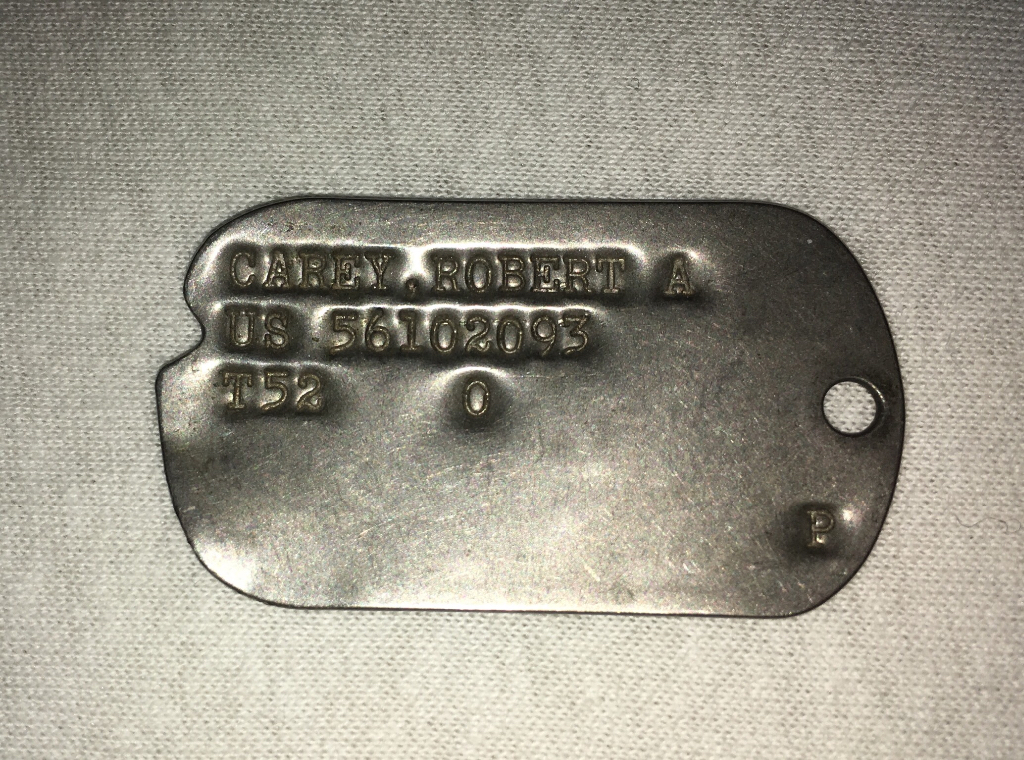 CAREY,ROBERT A
US 56102093
T52 O
P